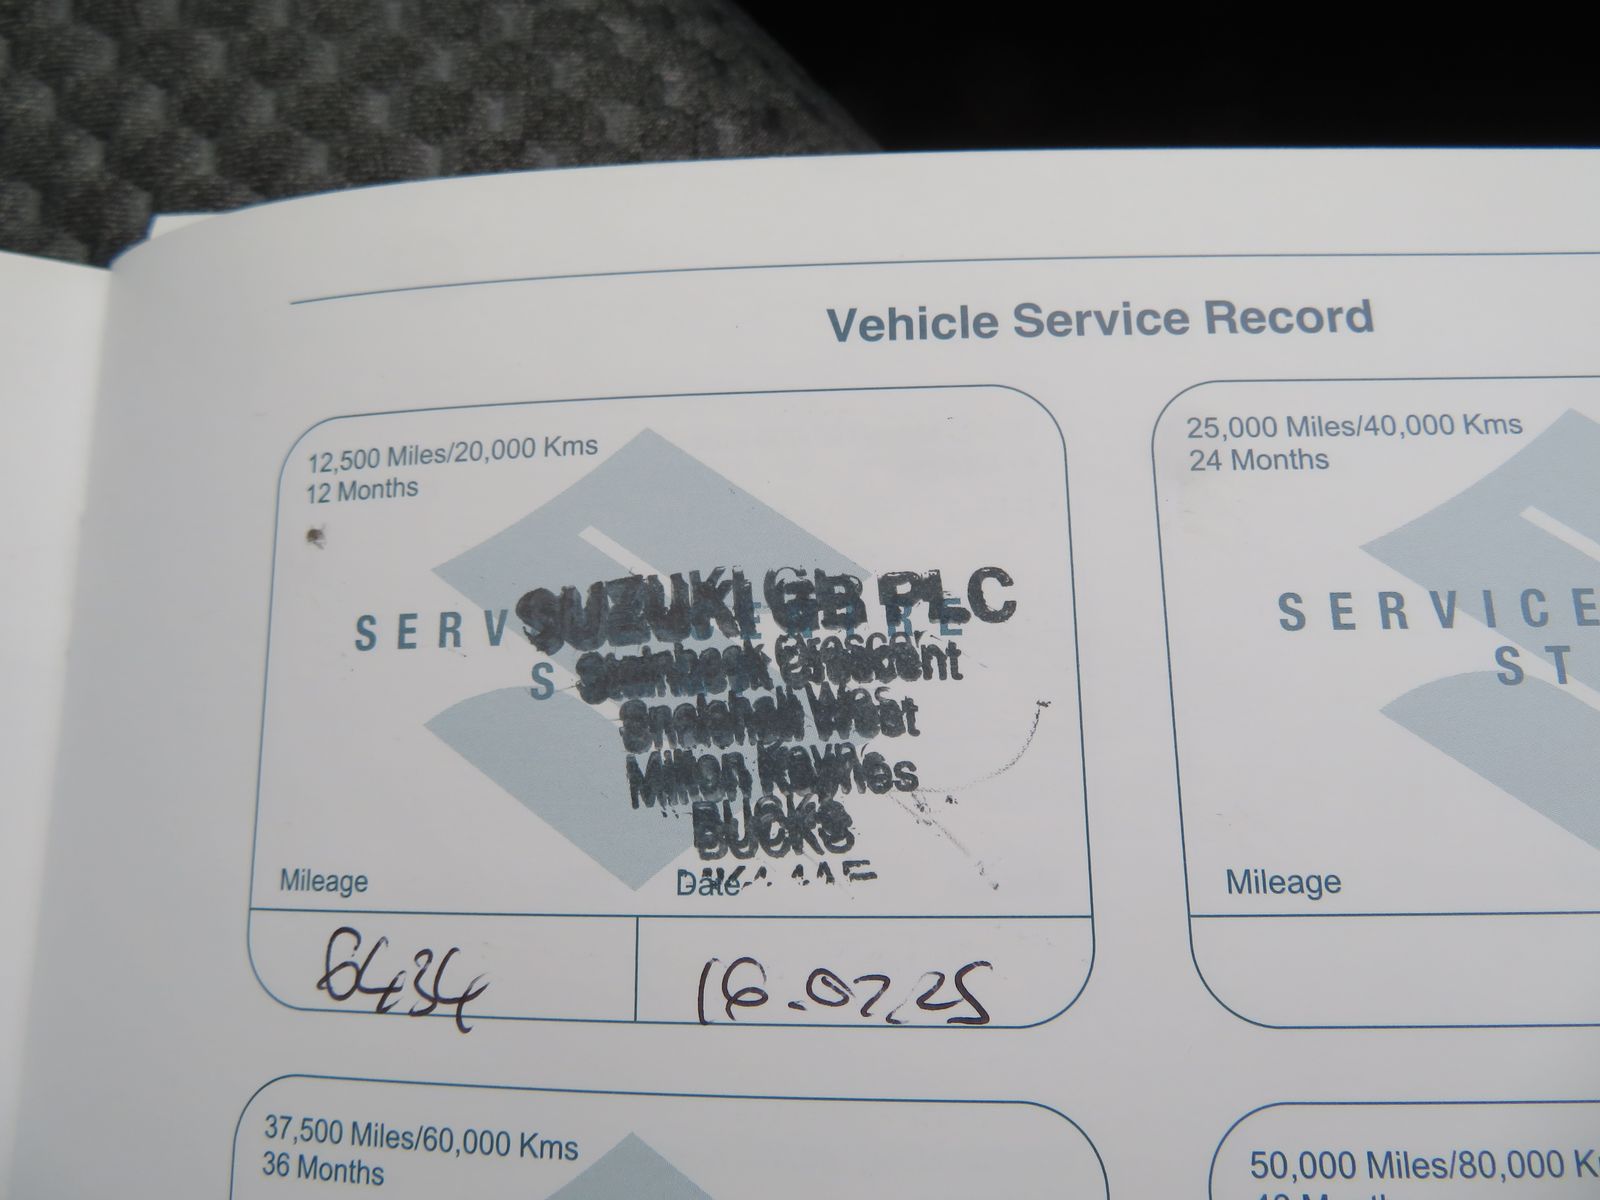 Vehicle Service Record
12,500 Miles/20,000 Kms
12 Months
SERV
S
SUZUKI GB PLC
Steinbeck Crescent
Snelshall West
Milton Keynes
BUCKS
Mileage
Date
6434
16.07.25
25,000 Miles/40,000 Kms
24 Months
SERVICE
ST
Mileage
37,500 Miles/60,000 Kms
36 Months
50,000 Miles/80,000 K